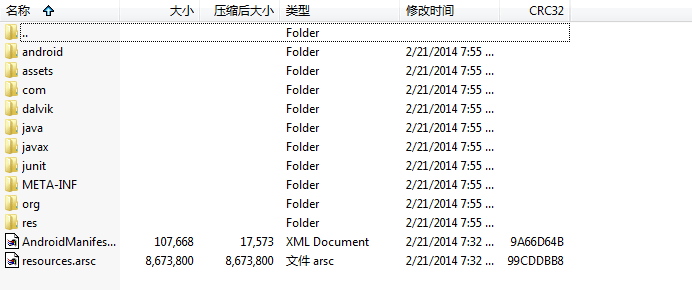 名称 大小 压缩后大小 类型 修改时间 CRC32
.. Folder
android Folder 2/21/2014 7:55 ...
assets Folder 2/21/2014 7:55 ...
com Folder 2/21/2014 7:55 ...
dalvik Folder 2/21/2014 7:55 ...
java Folder 2/21/2014 7:55 ...
javax Folder 2/21/2014 7:55 ...
junit Folder 2/21/2014 7:55 ...
META-INF Folder 2/21/2014 7:55 ...
org Folder 2/21/2014 7:55 ...
res Folder 2/21/2014 7:55 ...
AndroidManifes... 107,668 17,573 XML Document 2/21/2014 7:32 ... 9A66D64B
resources.arsc 8,673,800 8,673,800 文件 arsc 2/21/2014 7:32 ... 99CDDBB8